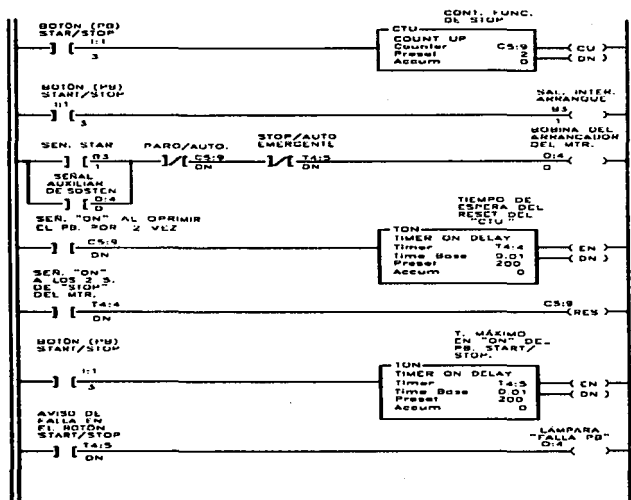 CONT. FUNC.
DE STOP
BOTÓN (PB)
STAR/STOP
I:1
3
CTU
COUNT UP
Counter C5:9
Preset 2
Accum 0
CU
DN
BOTÓN (PB)
START/STOP
I:1
3
SAL. INTER.
ARRANQUE
B3
1
BOBINA DEL
ARRANCADOR
DEL MTR.
O:4
0
SEN. STAR
B3
1
PARO/AUTO.
C5:9
DN
STOP/AUTO
EMERGENTE
T4:5
DN
SEÑAL
AUXILIAR
DE SOSTEN
O:4
0
SEÑ. "ON" AL OPRIMIR
EL PB. POR 2 VEZ
C5:9
DN
TIEMPO DE
ESPERA DEL
RESET DEL
"CTU"
TON
TIMER ON DELAY
Timer T4:4
Time Base 0.01
Preset 200
Accum 0
EN
DN
SEÑ. "ON"
A LOS 2 S.
DE "STOP"
DEL MTR.
T4:4
DN
C5:9
RES
BOTÓN (PB)
START/STOP
I:1
3
T. MÁXIMO
EN "ON" DE
PB. START/
STOP.
TON
TIMER ON DELAY
Timer T4:5
Time Base 0.01
Preset 200
Accum 0
EN
DN
AVISO DE
FALLA EN
EL BOTÓN
START/STOP
T4:5
DN
LÁMPARA
"FALLA PB"
O:4